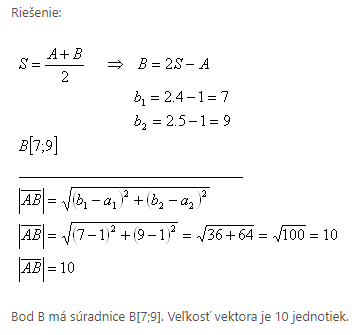 Riešenie:
S = (A + B)/2 ⇒ B = 2S − A
b₁ = 2.4 − 1 = 7
b₂ = 2.5 − 1 = 9
B[7;9]
|AB| = √((b₁ − a₁)² + (b₂ − a₂)²)
|AB| = √((7 − 1)² + (9 − 1)²) = √(36 + 64) = √100 = 10
|AB| = 10
Bod B má súradnice B[7;9]. Veľkosť vektora je 10 jednotiek.